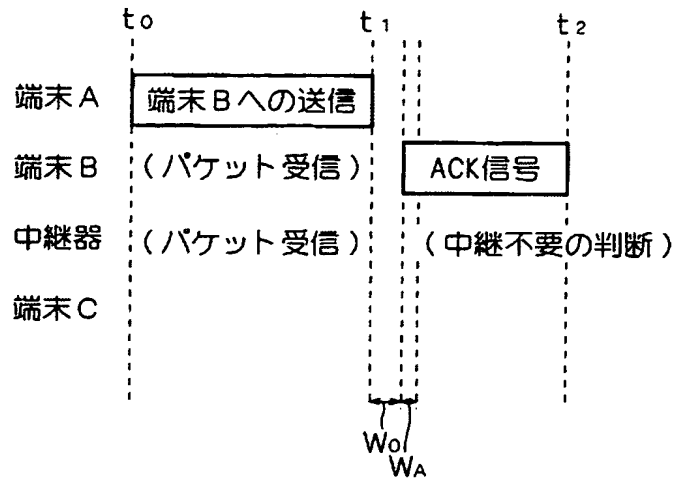 t0 t1 t2
端末A 端末Bへの送信
端末B (パケット受信) ACK信号
中継器 (パケット受信) (中継不要の判断)
端末C
W0
WA